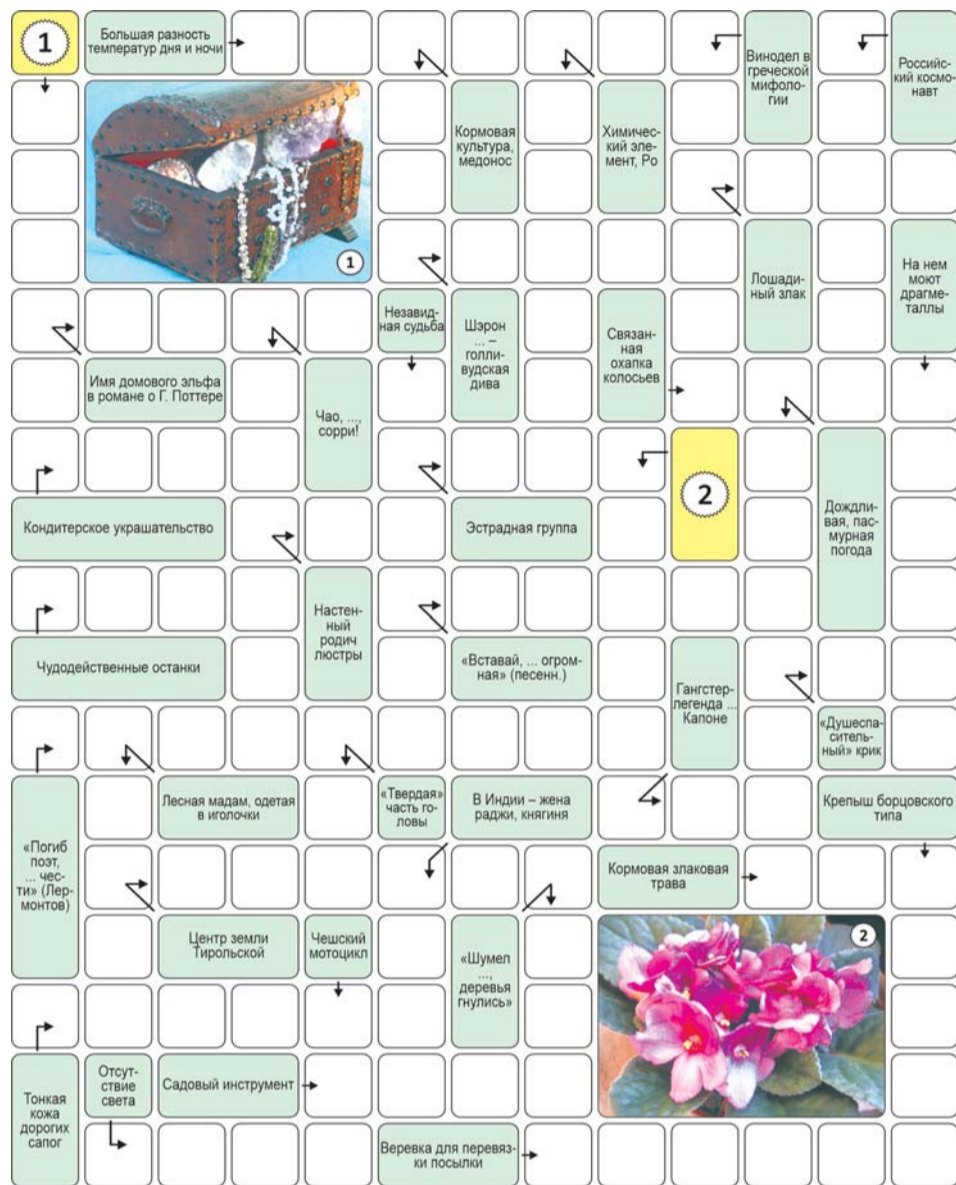 1
Большая разность
температур дня и ночи
Винодел в
греческой
мифоло-
гии
Российс-
кий космо-
навт
Кормовая
культура,
медонос
Химичес-
кий эле-
мент, Po
1
Лошади-
ный злак
На нем
моют
драгме-
таллы
Незавид-
ная судьба
Шэрон
... –
голли-
вудская
дива
Связан-
ная
охапка
колосьев
Имя домового эльфа
в романе о Г. Поттере
Чао, ...,
сорри!
2
Дождли-
вая, пас-
мурная
погода
Кондитерское украшательство
Эстрадная группа
Настен-
ный
родич
люстры
Чудодейственные останки
«Вставай, ... огром-
ная» (песенн.)
Гангстер-
легенда ...
Капоне
«Душеспа-
ситель-
ный» крик
«Погиб
поэт,
... чес-
ти» (Лер-
монтов)
Лесная мадам, одетая
в иголочки
«Твердая»
часть го-
ловы
В Индии – жена
раджи, княгиня
Крепыш борцовского
типа
Кормовая злаковая
трава
Центр земли
Тирольской
Чешский
мотоцикл
«Шумел
...,
деревья
гнулись»
2
Тонкая
кожа
дорогих
сапог
Отсут-
ствие
света
Садовый инструмент
Веревка для перевяз-
ки посылки